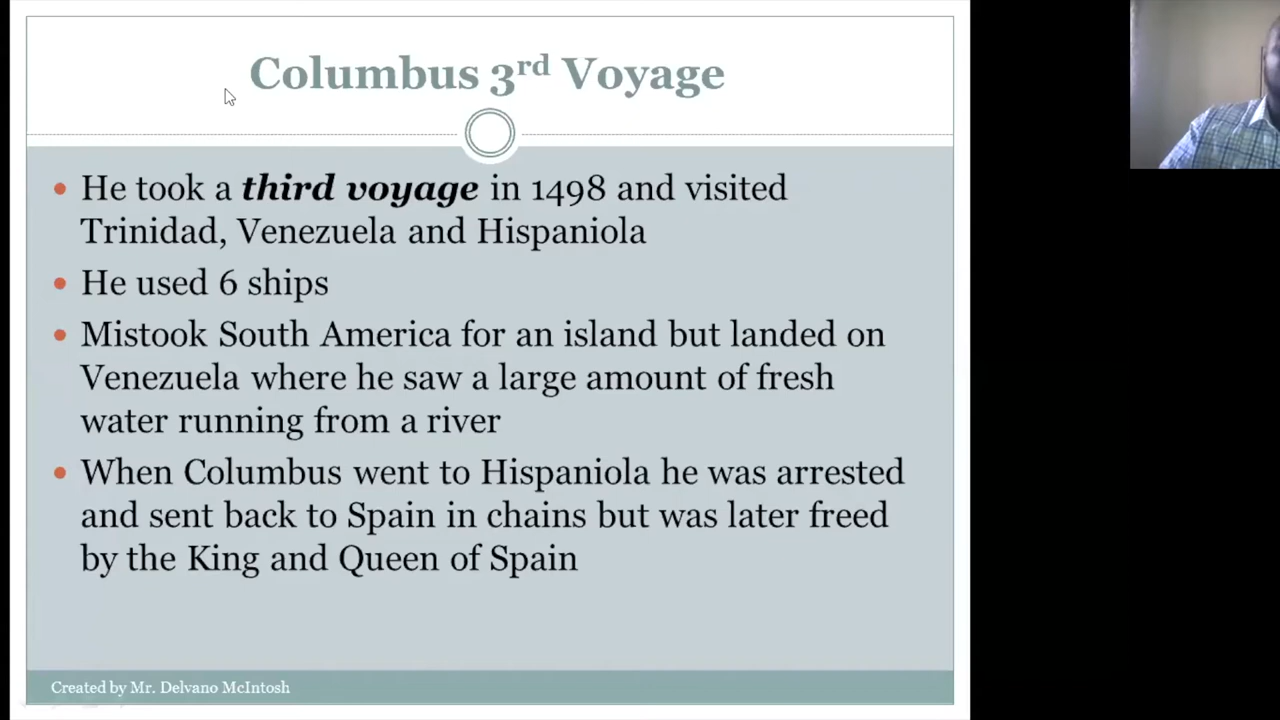 Columbus 3rd Voyage
He took a third voyage in 1498 and visited
Trinidad, Venezuela and Hispaniola
He used 6 ships
Mistook South America for an island but landed on
Venezuela where he saw a large amount of fresh
water running from a river
When Columbus went to Hispaniola he was arrested
and sent back to Spain in chains but was later freed
by the King and Queen of Spain
Created by Mr. Delvano McIntosh